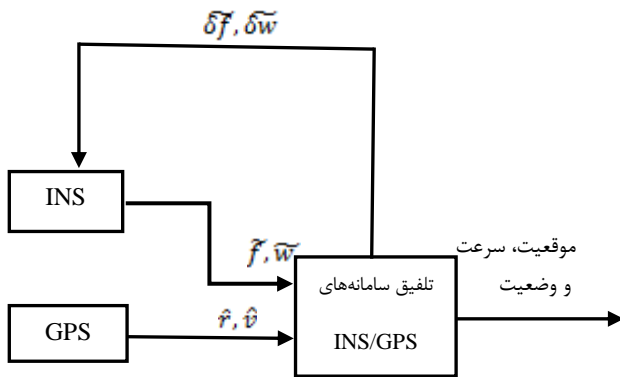 δf̃, δw̃
INS
f̃, w̃
موقعیت، سرعت
و وضعیت
تلفیق سامانه‌های
INS/GPS
GPS
r̂, v̂